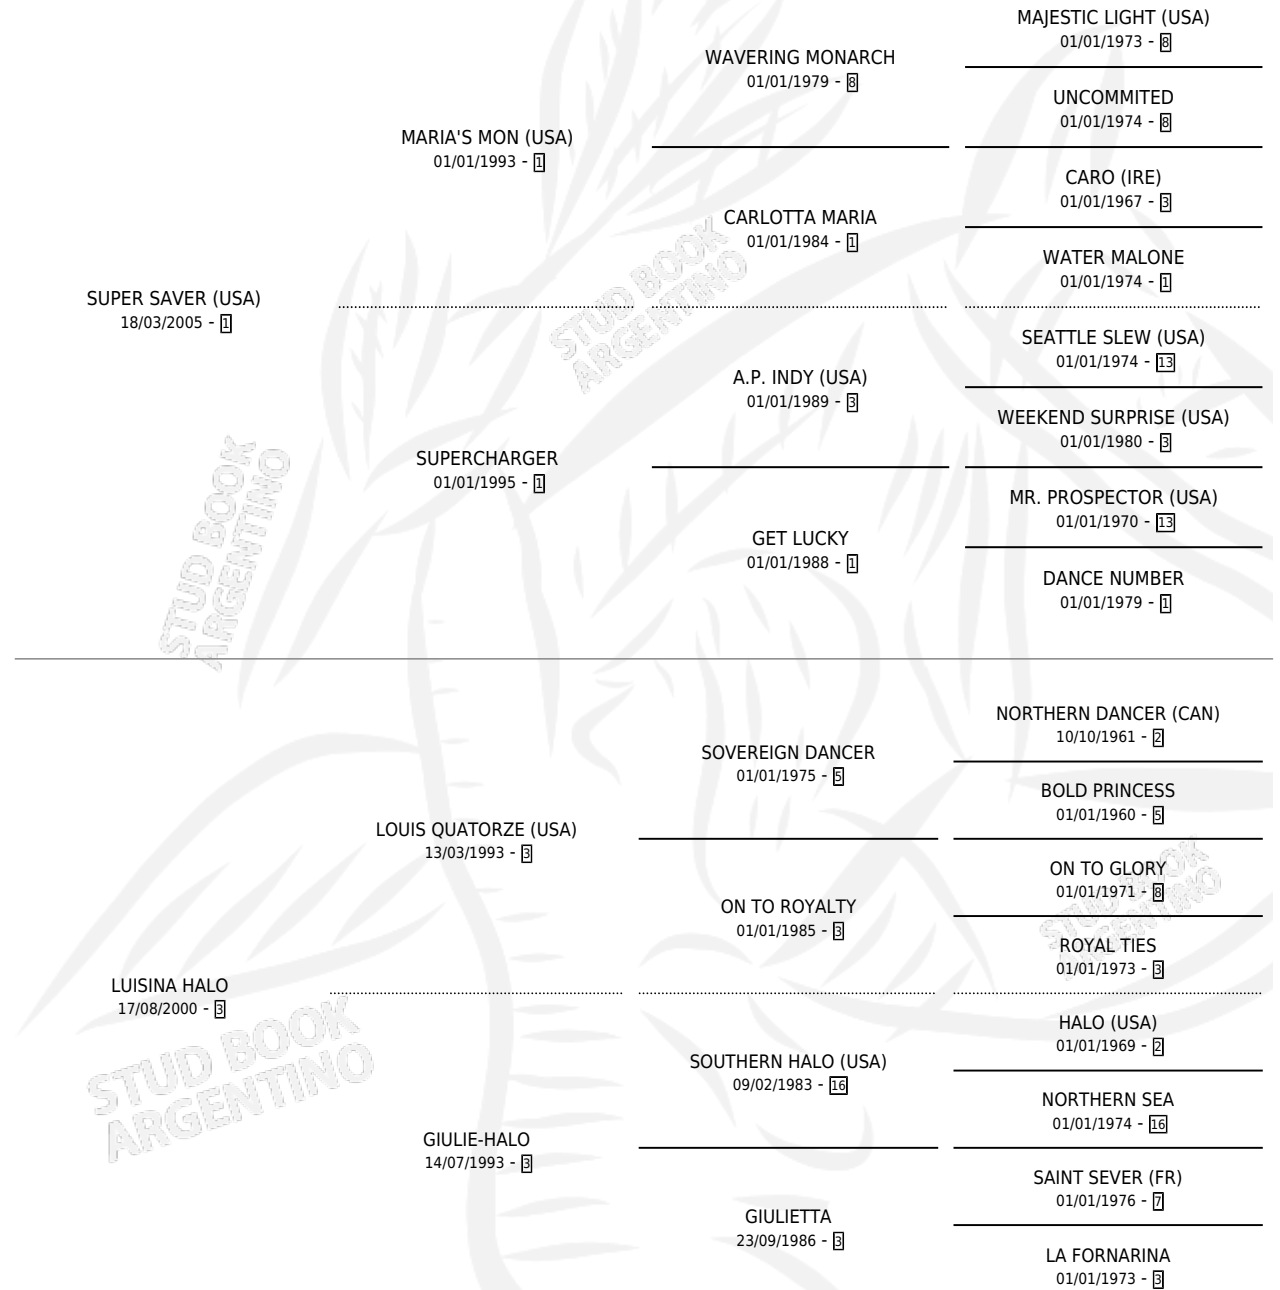 MAJESTIC LIGHT (USA)
01/01/1973 - 8
WAVERING MONARCH
01/01/1979 - 8
UNCOMMITED
01/01/1974 - 8
MARIA'S MON (USA)
01/01/1993 - 1
CARO (IRE)
01/01/1967 - 3
CARLOTTA MARIA
01/01/1984 - 1
WATER MALONE
01/01/1974 - 1
SUPER SAVER (USA)
18/03/2005 - 1
STUD BOOK
ARGENTINO
SEATTLE SLEW (USA)
01/01/1974 - 13
A.P. INDY (USA)
01/01/1989 - 3
WEEKEND SURPRISE (USA)
01/01/1980 - 3
SUPERCHARGER
01/01/1995 - 1
MR. PROSPECTOR (USA)
01/01/1970 - 13
GET LUCKY
01/01/1988 - 1
DANCE NUMBER
01/01/1979 - 1
STUD BOOK
ARGENTINO
NORTHERN DANCER (CAN)
10/10/1961 - 2
SOVEREIGN DANCER
01/01/1975 - 5
BOLD PRINCESS
01/01/1960 - 5
LOUIS QUATORZE (USA)
13/03/1993 - 3
ON TO GLORY
01/01/1971 - 8
ON TO ROYALTY
01/01/1985 - 3
ROYAL TIES
01/01/1973 - 3
STUD BOOK
ARGENTINO
LUISINA HALO
17/08/2000 - 3
STUD BOOK
ARGENTINO
HALO (USA)
01/01/1969 - 2
SOUTHERN HALO (USA)
09/02/1983 - 16
NORTHERN SEA
01/01/1974 - 16
GIULIE-HALO
14/07/1993 - 3
SAINT SEVER (FR)
01/01/1976 - 7
GIULIETTA
23/09/1986 - 3
LA FORNARINA
01/01/1973 - 3